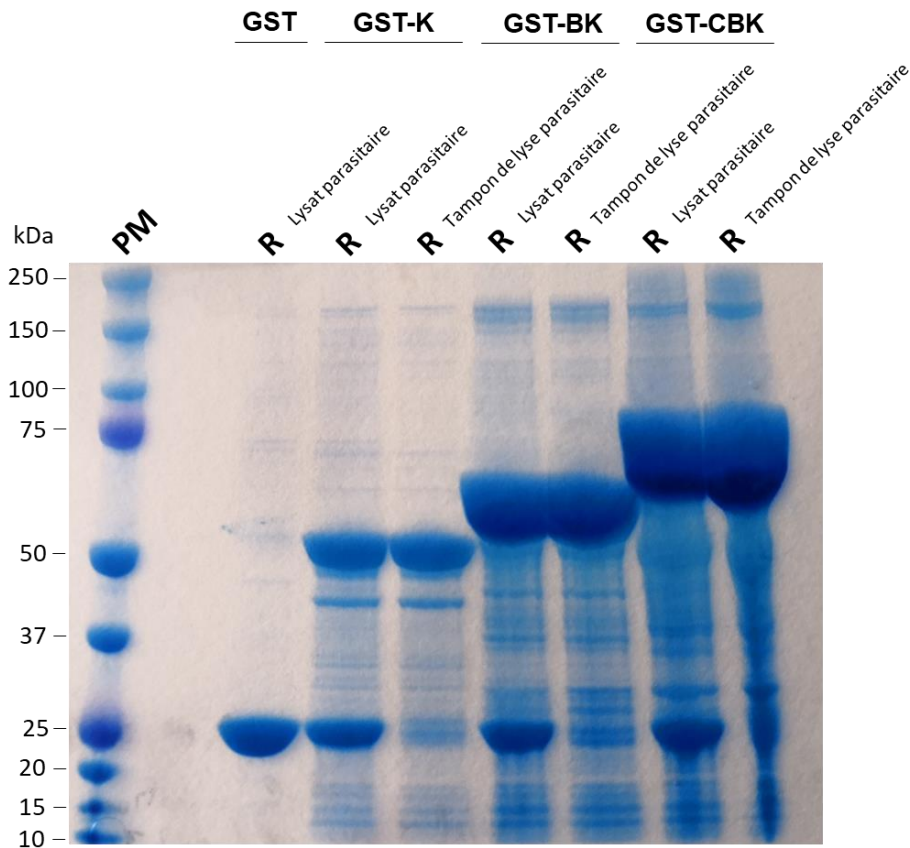 GST GST-K GST-BK GST-CBK
kDa
PM
R Lysat parasitaire
R Lysat parasitaire
R Tampon de lyse parasitaire
R Lysat parasitaire
R Tampon de lyse parasitaire
R Lysat parasitaire
R Tampon de lyse parasitaire
250
150
100
75
50
37
25
20
15
10